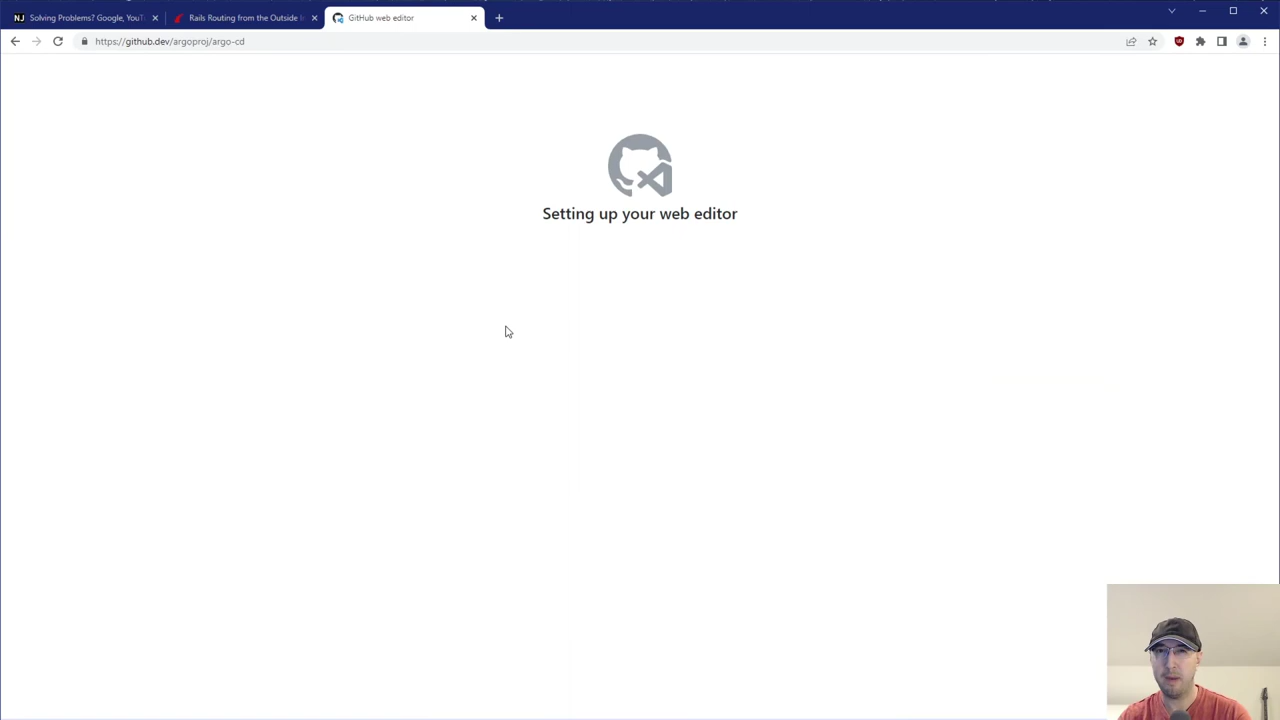 Solving Problems? Google, YouT
Rails Routing from the Outside I
GitHub web editor
https://github.dev/argoproj/argo-cd
Setting up your web editor